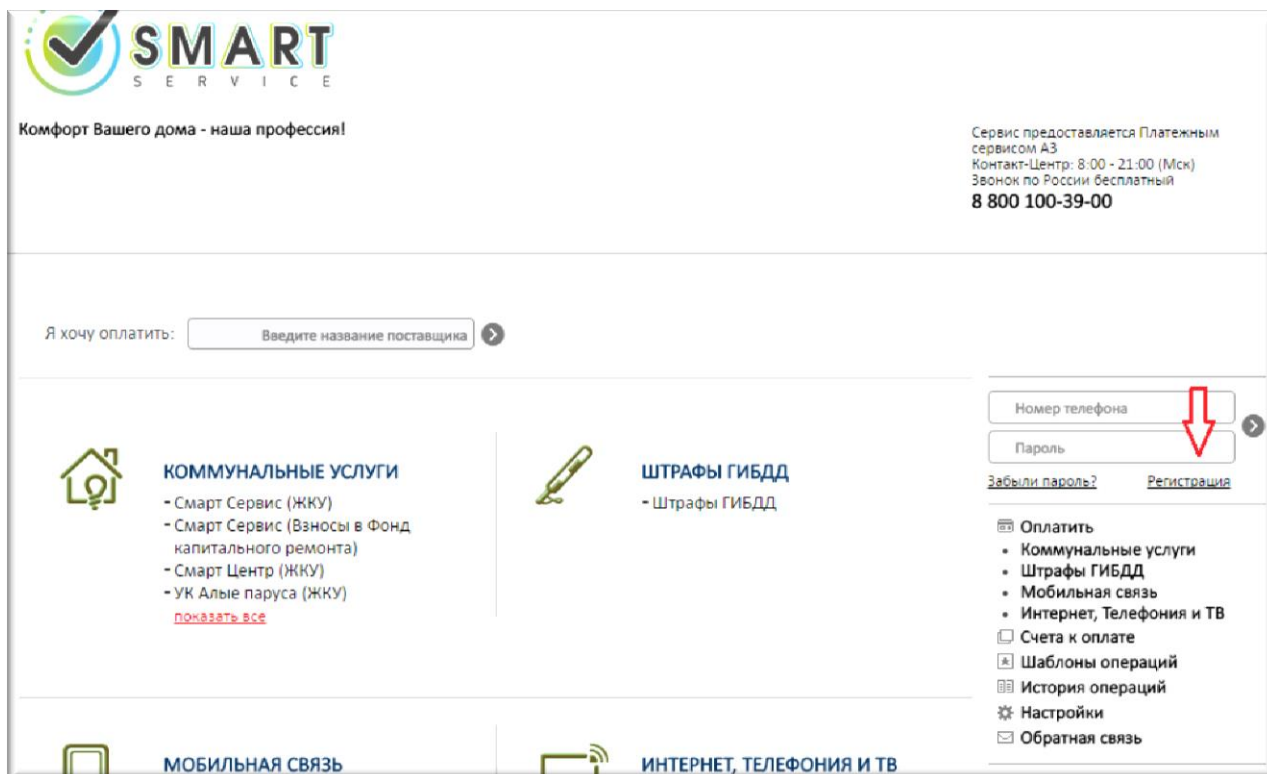 SMART
SERVICE
Комфорт Вашего дома - наша профессия!
Сервис предоставляется Платежным
сервисом А3
Контакт-Центр: 8:00 - 21:00 (Мск)
Звонок по России бесплатный
8 800 100-39-00
Я хочу оплатить: Введите название поставщика
Номер телефона
Пароль
Забыли пароль? Регистрация
КОММУНАЛЬНЫЕ УСЛУГИ
- Смарт Сервис (ЖКУ)
- Смарт Сервис (Взносы в Фонд
капитального ремонта)
- Смарт Центр (ЖКУ)
- УК Алые паруса (ЖКУ)
показать все
ШТРАФЫ ГИБДД
- Штрафы ГИБДД
Оплатить
• Коммунальные услуги
• Штрафы ГИБДД
• Мобильная связь
• Интернет, Телефония и ТВ
Счета к оплате
Шаблоны операций
История операций
Настройки
Обратная связь
МОБИЛЬНАЯ СВЯЗЬ
ИНТЕРНЕТ, ТЕЛЕФОНИЯ И ТВ